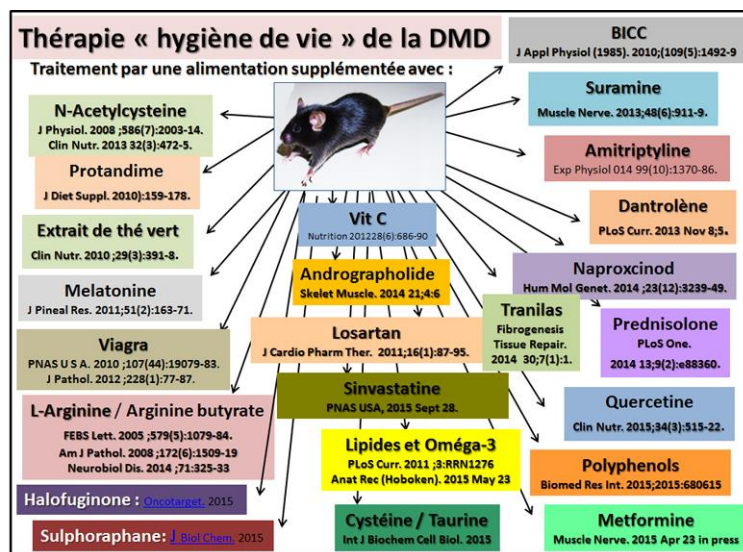 Thérapie « hygiène de vie » de la DMD
Traitement par une alimentation supplémentée avec :
N-Acetylcysteine
J Physiol. 2008 ;586(7):2003-14.
Clin Nutr. 2013 32(3):472-5.
Protandime
J Diet Suppl. 2010):159-178.
Extrait de thé vert
Clin Nutr. 2010 ;29(3):391-8.
Melatonine
J Pineal Res. 2011;51(2):163-71.
Viagra
PNAS U S A. 2010 ;107(44):19079-83.
J Pathol. 2012 ;228(1):77-87.
L-Arginine / Arginine butyrate
FEBS Lett. 2005 ;579(5):1079-84.
Am J Pathol. 2008 ;172(6):1509-19
Neurobiol Dis. 2014 ;71:325-33
Halofuginone : Oncotarget. 2015
Sulphoraphane: J Biol Chem. 2015
Vit C
Nutrition 201228(6):686-90
Andrographolide
Skelet Muscle. 2014 21;4:6
Losartan
J Cardio Pharm Ther. 2011;16(1):87-95.
Sinvastatine
PNAS USA, 2015 Sept 28.
Lipides et Oméga-3
PLoS Curr. 2011 ;3:RRN1276
Anat Rec (Hoboken). 2015 May 23
Cystéine / Taurine
Int J Biochem Cell Biol. 2015
BICC
J Appl Physiol (1985). 2010;(109(5):1492-9
Suramine
Muscle Nerve. 2013;48(6):911-9.
Amitriptyline
Exp Physiol 014 99(10):1370-86.
Dantrolène
PLoS Curr. 2013 Nov 8;5.
Naproxcinod
Hum Mol Genet. 2014 ;23(12):3239-49.
Tranilas
Fibrogenesis
Tissue Repair.
2014 30;7(1):1.
Prednisolone
PLoS One.
2014 13;9(2):e88360.
Quercetine
Clin Nutr. 2015;34(3):515-22.
Polyphenols
Biomed Res Int. 2015;2015:680615
Metformine
Muscle Nerve. 2015 Apr 23 in press